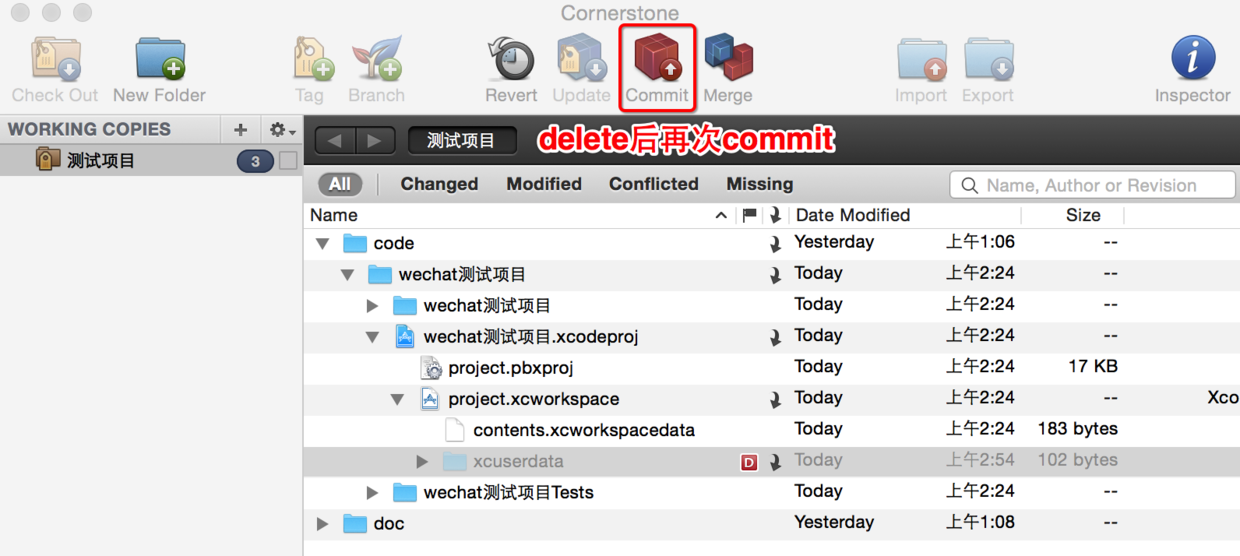 Cornerstone
Check Out New Folder Tag Branch Revert Update Commit Merge Import Export Inspector
WORKING COPIES
测试项目 3
测试项目 delete后再次commit
All Changed Modified Conflicted Missing Name, Author or Revision
Name Date Modified Size
code Yesterday 上午1:06 --
wechat测试项目 Today 上午2:24 --
wechat测试项目 Today 上午2:24 --
wechat测试项目.xcodeproj Today 上午2:24 --
project.pbxproj Today 上午2:24 17 KB
project.xcworkspace Today 上午2:24 -- Xco
contents.xcworkspacedata Today 上午2:24 183 bytes
xcuserdata D Today 上午2:54 102 bytes
wechat测试项目Tests Today 上午2:24 --
doc Yesterday 上午1:08 --